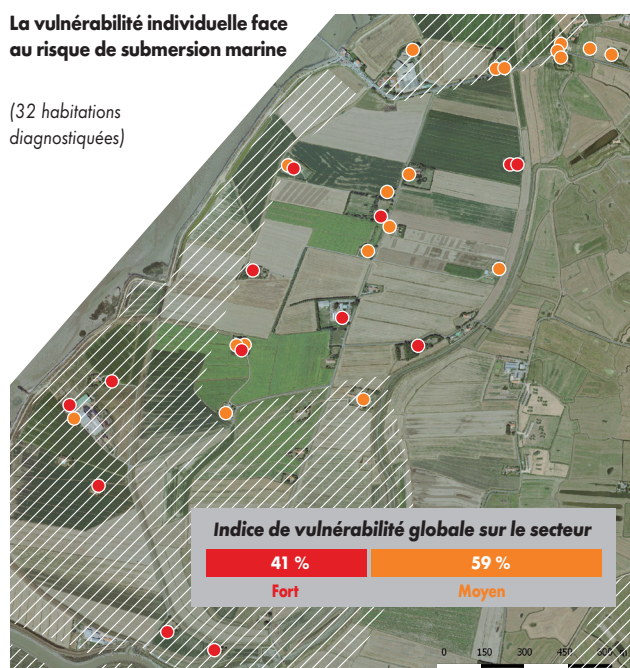 La vulnérabilité individuelle face
au risque de submersion marine
(32 habitations
diagnostiquées)
Indice de vulnérabilité globale sur le secteur
41 % 59 %
Fort Moyen
0 150 300 450 600 m